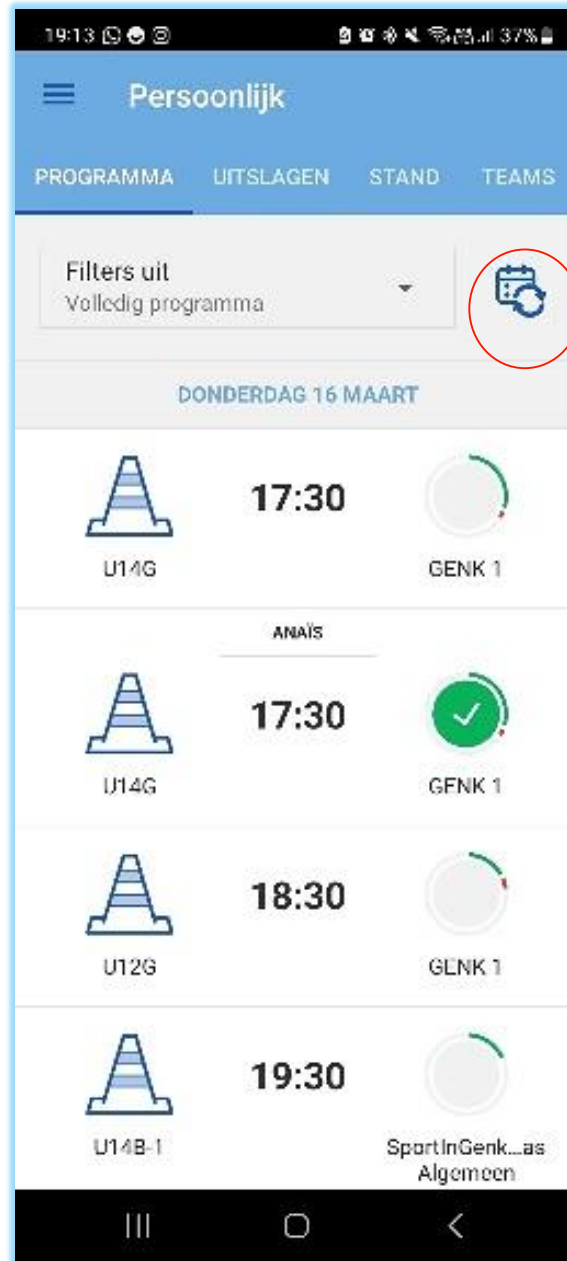 19:13
37%
Persoonlijk
PROGRAMMA UITSLAGEN STAND TEAMS
Filters uit
Volledig programma
DONDERDAG 16 MAART
17:30
U14G GENK 1
ANAÏS
17:30
U14G GENK 1
18:30
U12G GENK 1
19:30
U14B-1 SportInGenk...as
Algemeen